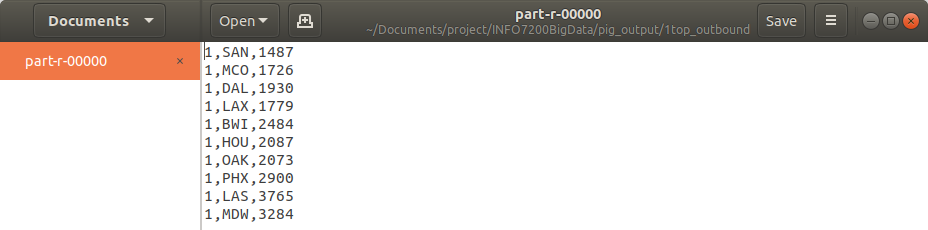 Documents
Open
part-r-00000
~/Documents/project/INFO7200BigData/pig_output/1top_outbound
Save
part-r-00000
1,SAN,1487
1,MCO,1726
1,DAL,1930
1,LAX,1779
1,BWI,2484
1,HOU,2087
1,OAK,2073
1,PHX,2900
1,LAS,3765
1,MDW,3284